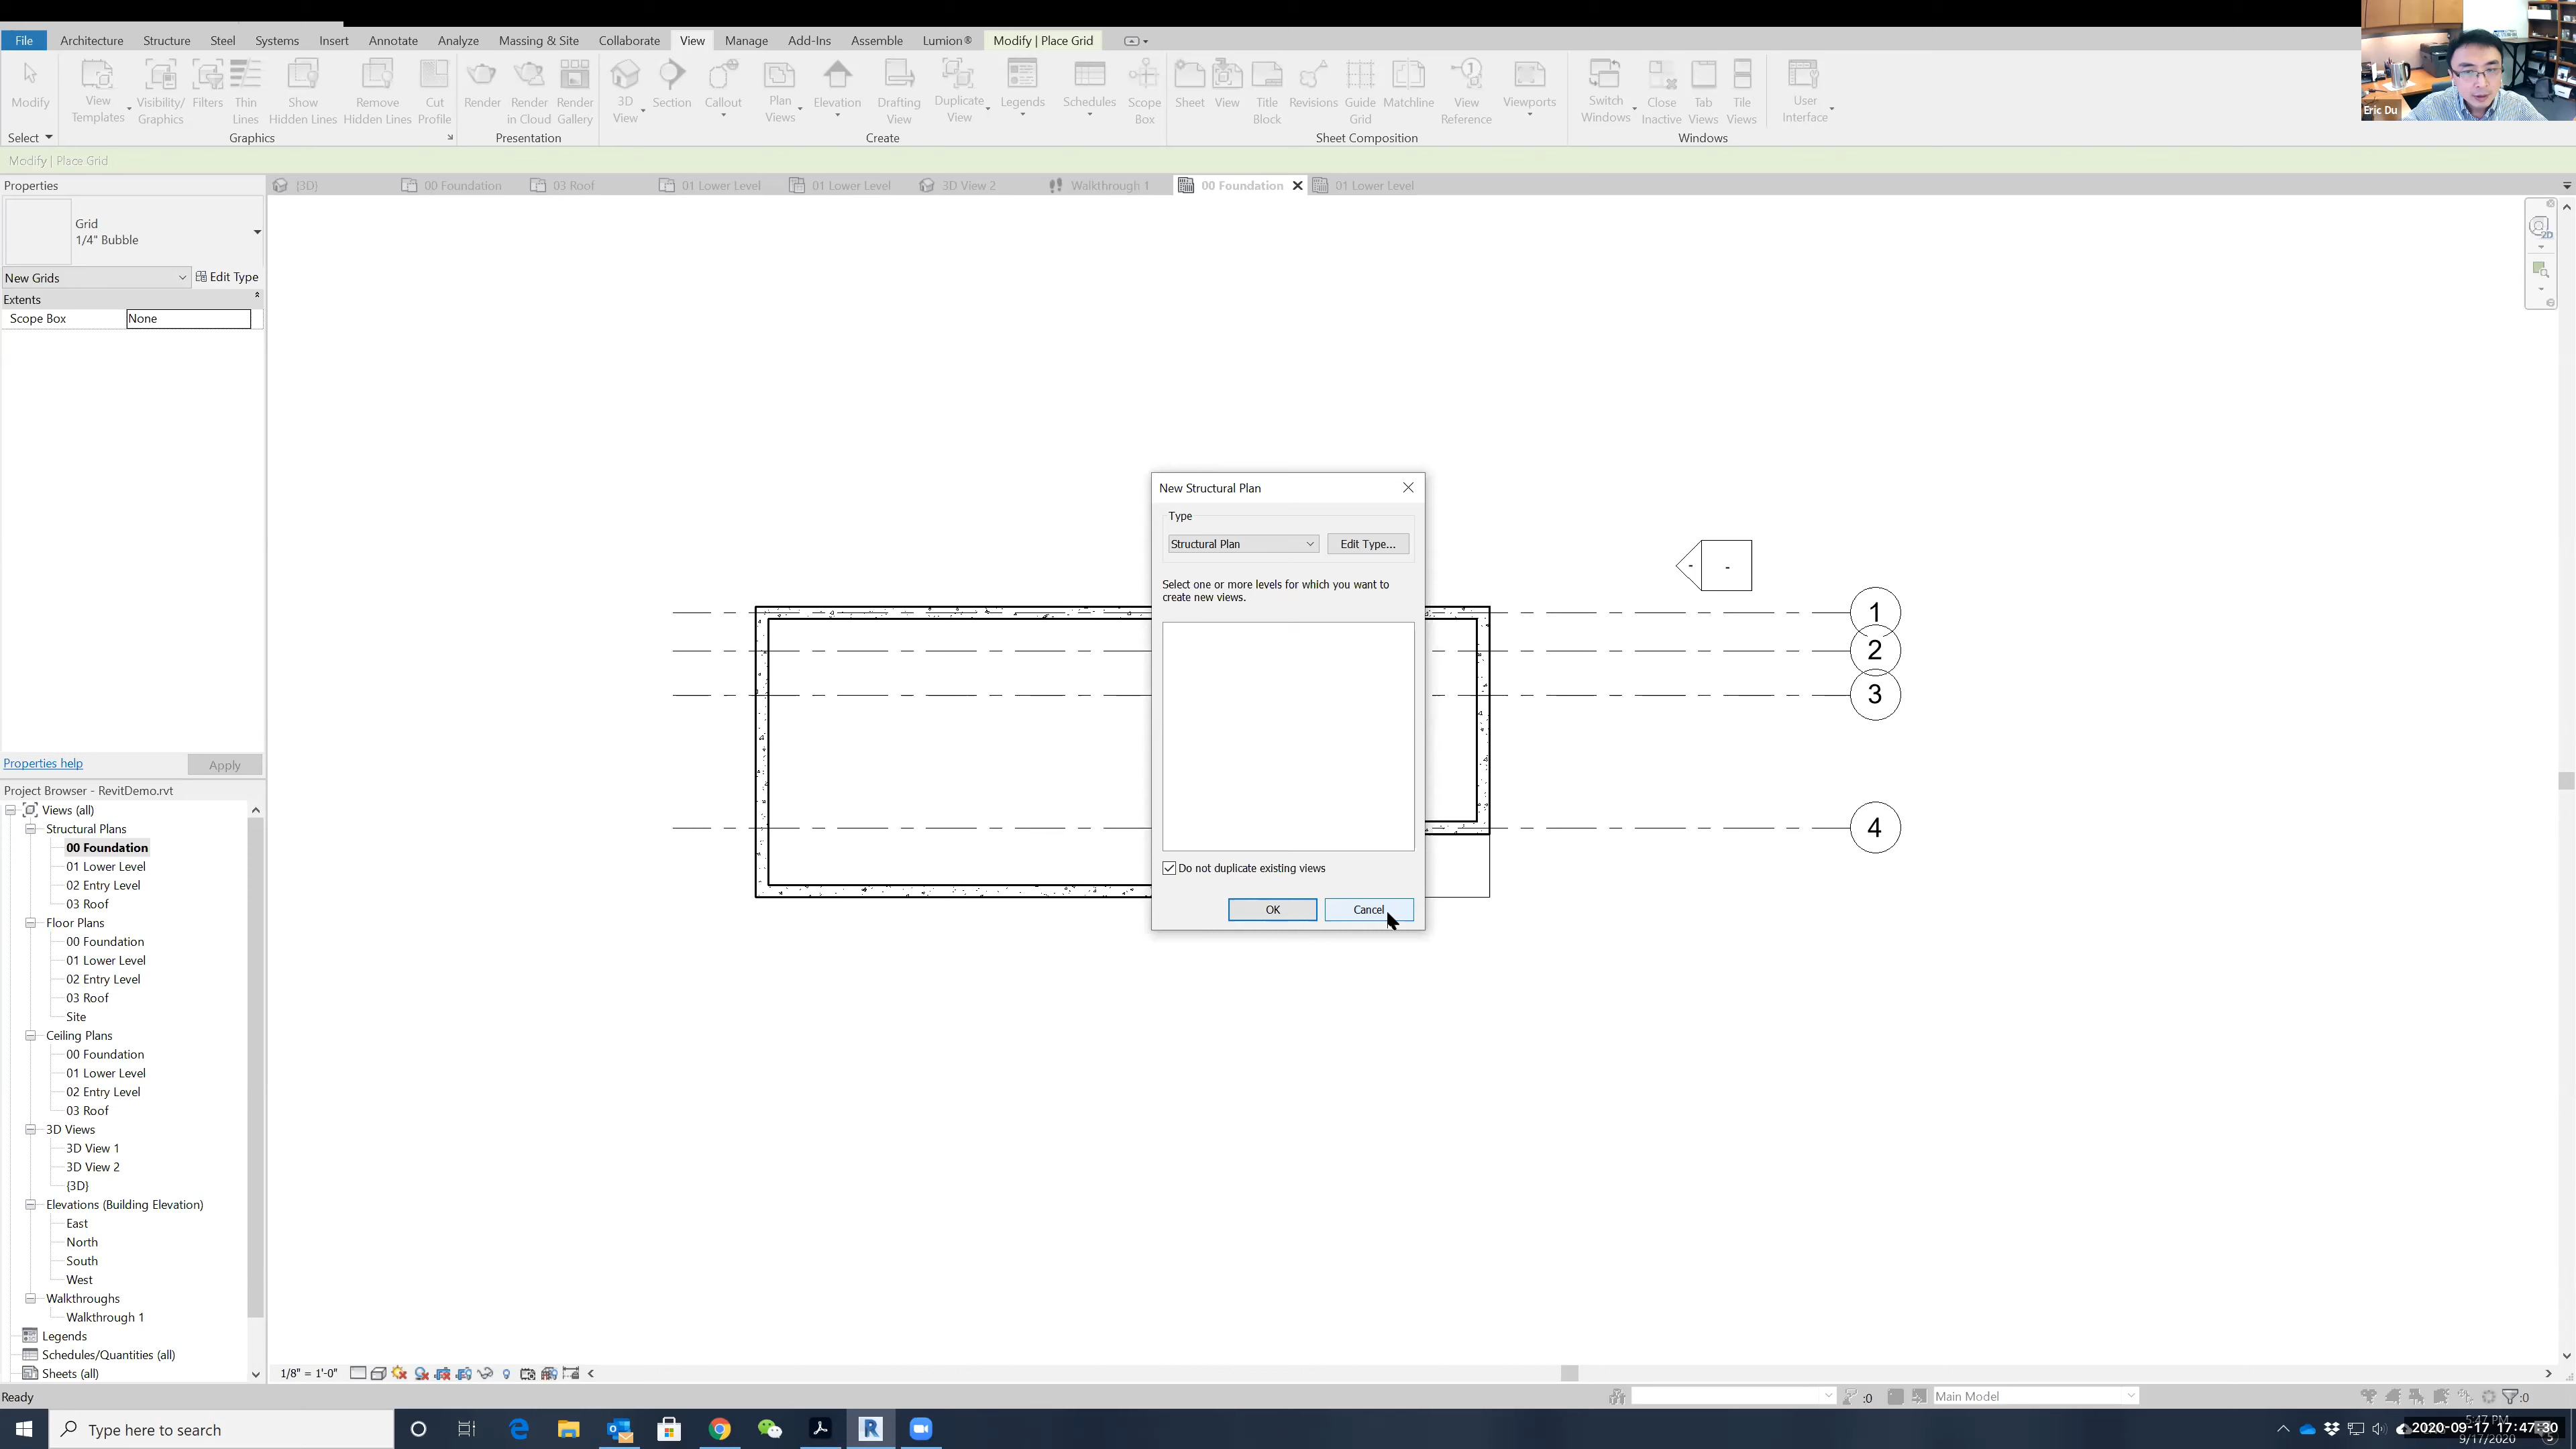 File Architecture Structure Steel Systems Insert Annotate Analyze Massing & Site Collaborate View Manage Add-Ins Assemble Lumion® Modify | Place Grid
Modify View Templates Visibility/ Graphics Filters Thin Lines Show Hidden Lines Remove Hidden Lines Cut Profile Render Render in Cloud Render Gallery 3D View Section Callout Plan Views Elevation Drafting View Duplicate View Legends Schedules Scope Box Sheet View Title Block Revisions Guide Grid Matchline View Reference Viewports Switch Windows Close Inactive Tab Views Tile Views User Interface
Eric Du
Select Graphics Presentation Create Sheet Composition Windows
Modify | Place Grid
Properties
{3D} 00 Foundation 03 Roof 01 Lower Level 01 Lower Level 3D View 2 Walkthrough 1 00 Foundation 01 Lower Level
Grid
1/4" Bubble
New Grids Edit Type
Extents
Scope Box None
Properties help Apply
New Structural Plan
Type
Structural Plan Edit Type...
Select one or more levels for which you want to
create new views.
Do not duplicate existing views
OK Cancel
- -
1
2
3
4
2D
Project Browser - RevitDemo.rvt
Views (all)
Structural Plans
00 Foundation
01 Lower Level
02 Entry Level
03 Roof
Floor Plans
00 Foundation
01 Lower Level
02 Entry Level
03 Roof
Site
Ceiling Plans
00 Foundation
01 Lower Level
02 Entry Level
03 Roof
3D Views
3D View 1
3D View 2
{3D}
Elevations (Building Elevation)
East
North
South
West
Walkthroughs
Walkthrough 1
Legends
Schedules/Quantities (all)
Sheets (all)
1/8" = 1'-0"
Ready :0 Main Model :0
Type here to search
5:47 PM
2020-09-17 17:47:30
9/17/2020